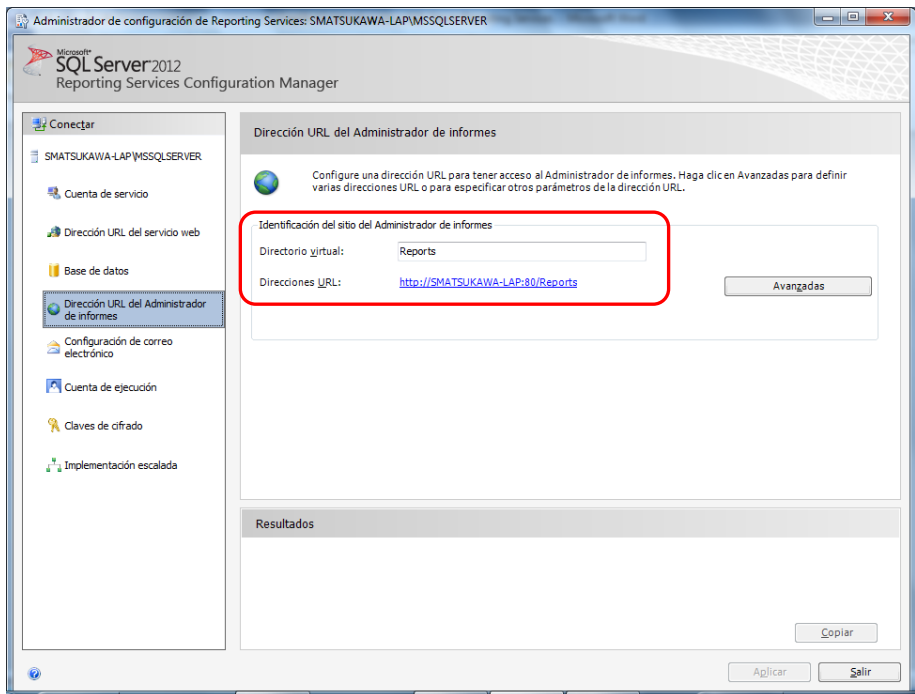 Administrador de configuración de Reporting Services: SMATSUKAWA-LAP\MSSQLSERVER
Microsoft
SQL Server 2012
Reporting Services Configuration Manager
Conectar
SMATSUKAWA-LAP\MSSQLSERVER
Cuenta de servicio
Dirección URL del servicio web
Base de datos
Dirección URL del Administrador
de informes
Configuración de correo
electrónico
Cuenta de ejecución
Claves de cifrado
Implementación escalada
Dirección URL del Administrador de informes
Configure una dirección URL para tener acceso al Administrador de informes. Haga clic en Avanzadas para definir
varias direcciones URL o para especificar otros parámetros de la dirección URL.
Identificación del sitio del Administrador de informes
Directorio virtual: Reports
Direcciones URL: http://SMATSUKAWA-LAP:80/Reports
Avanzadas
Resultados
Copiar
Aplicar
Salir